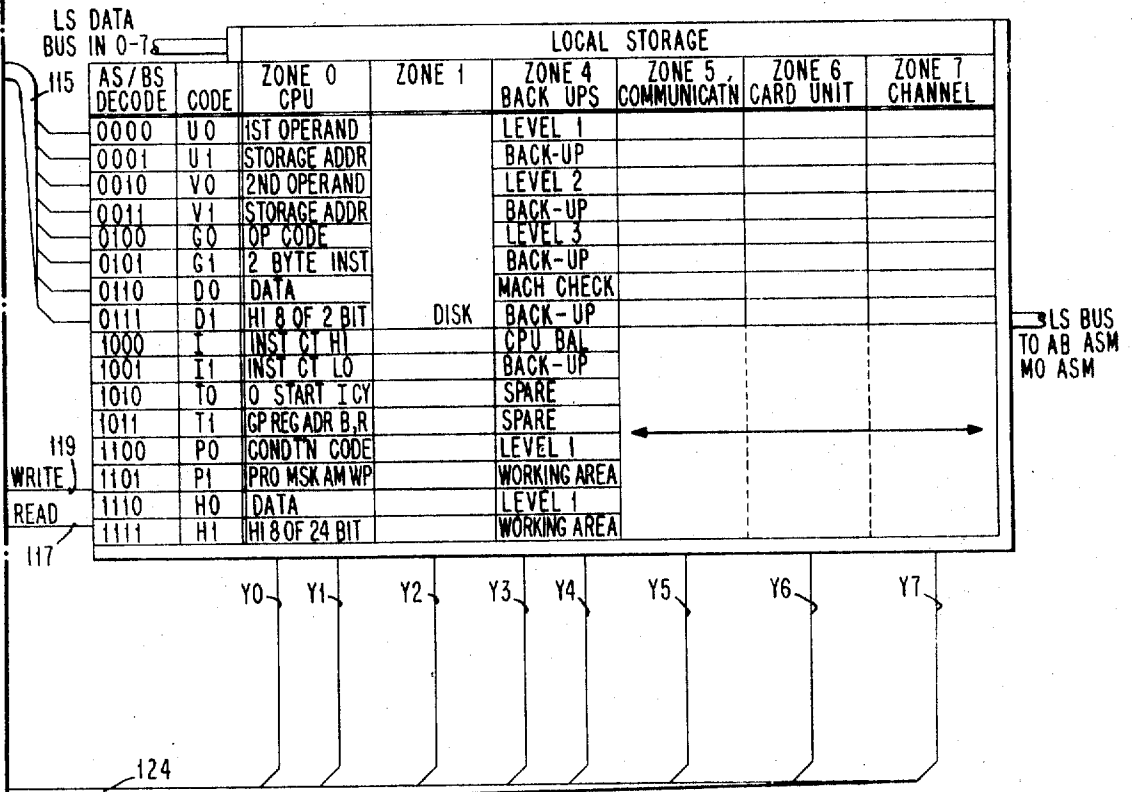 LS DATA
BUS IN 0-7
LOCAL STORAGE
115
AS/BS DECODE CODE ZONE 0 CPU ZONE 1 ZONE 4 BACK UPS ZONE 5, COMMUNICATN ZONE 6 CARD UNIT ZONE 7 CHANNEL
0000 U0 1ST OPERAND LEVEL 1
0001 U1 STORAGE ADDR BACK-UP
0010 V0 2ND OPERAND LEVEL 2
0011 V1 STORAGE ADDR BACK-UP
0100 G0 OP CODE LEVEL 3
0101 G1 2 BYTE INST BACK-UP
0110 D0 DATA MACH CHECK
0111 D1 HI 8 OF 2 BIT DISK BACK-UP
1000 I INST CT HI CPU BAL
1001 I1 INST CT LO BACK-UP
1010 T0 0 START I CY SPARE
1011 T1 GP REG ADR B,R SPARE
1100 P0 CONDT'N CODE LEVEL 1
1101 P1 PRO MSK AM WP WORKING AREA
1110 H0 DATA LEVEL 1
1111 H1 HI 8 OF 24 BIT WORKING AREA
LS BUS
TO AB ASM
MO ASM
119
WRITE
READ
117
Y0 Y1 Y2 Y3 Y4 Y5 Y6 Y7
124